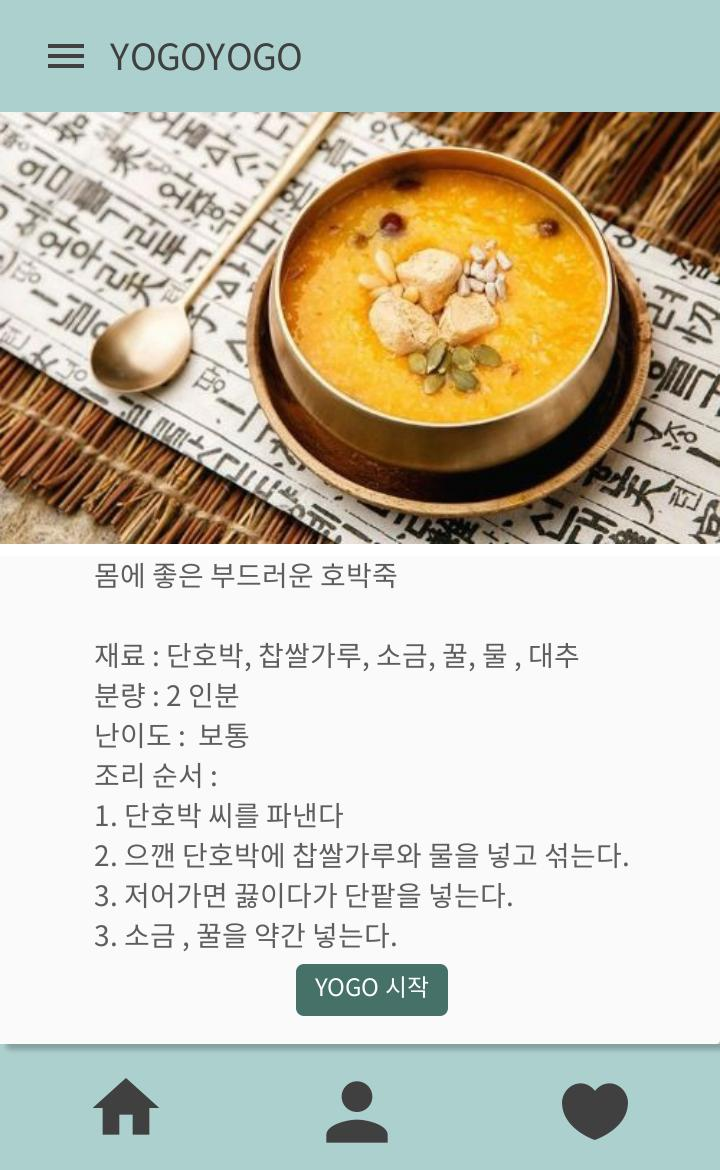 YOGOYOGO
몸에 좋은 부드러운 호박죽
재료 : 단호박, 찹쌀가루, 소금, 꿀, 물 , 대추
분량 : 2 인분
난이도 :  보통
조리 순서 :
1. 단호박 씨를 파낸다
2. 으깬 단호박에 찹쌀가루와 물을 넣고 섞는다.
3. 저어가면 끓이다가 단팥을 넣는다.
3. 소금 , 꿀을 약간 넣는다.
YOGO 시작